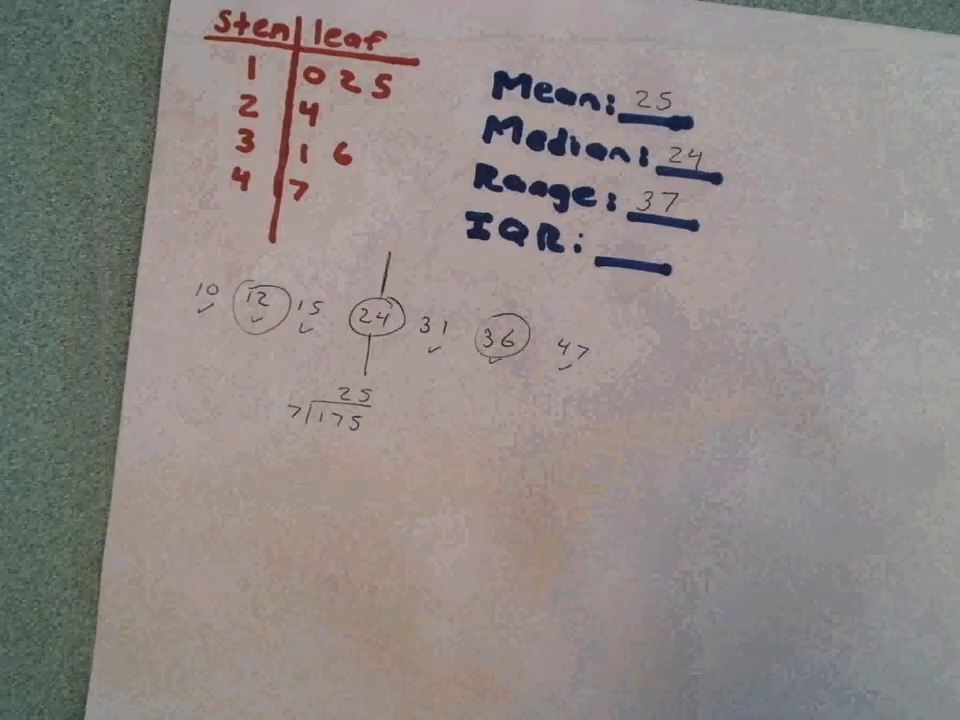 sten leaf
1 0 2 5
2 4
3 1 6
4 7
Mean: 25
Median: 24
Range: 37
IQR:
10 12 15 24 31 36 47
25
7 175